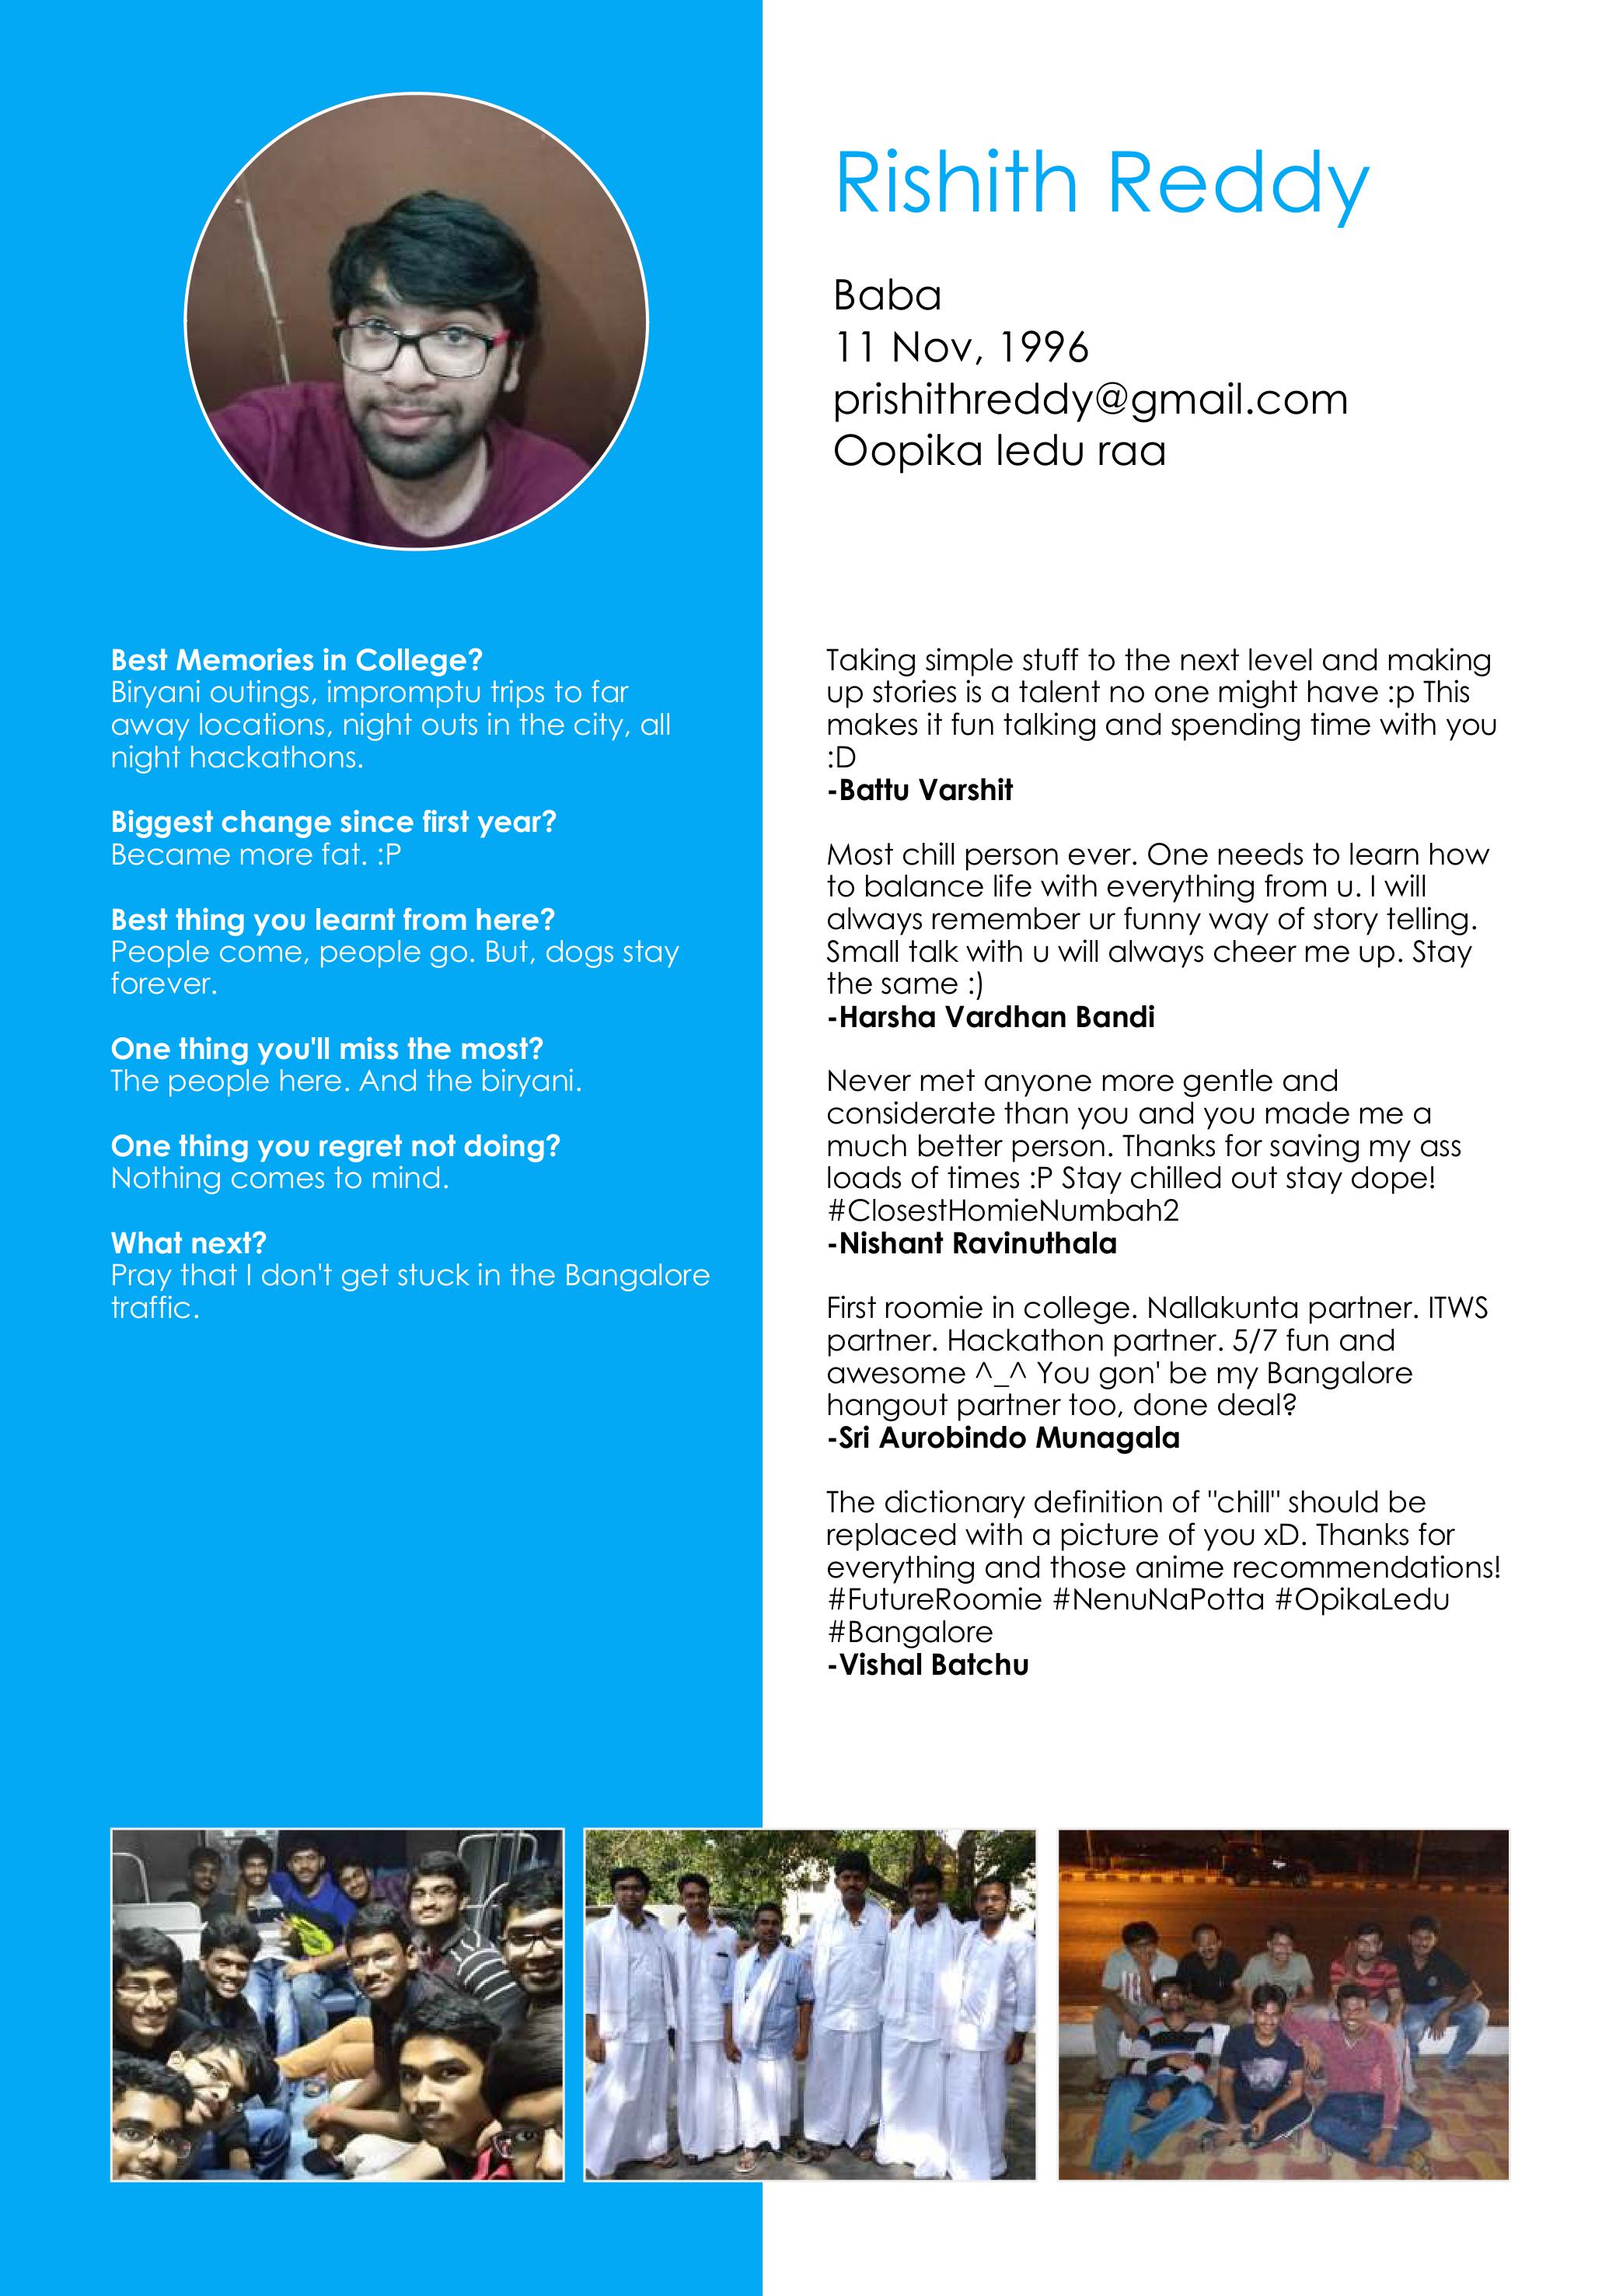 Rishith Reddy
Baba
11 Nov, 1996
prishithreddy@gmail.com
Oopika ledu raa
Best Memories in College?
Biryani outings, impromptu trips to far
away locations, night outs in the city, all
night hackathons.
Biggest change since first year?
Became more fat. :P
Best thing you learnt from here?
People come, people go. But, dogs stay
forever.
One thing you'll miss the most?
The people here. And the biryani.
One thing you regret not doing?
Nothing comes to mind.
What next?
Pray that I don't get stuck in the Bangalore
traffic.
Taking simple stuff to the next level and making
up stories is a talent no one might have :p This
makes it fun talking and spending time with you
:D
-Battu Varshit
Most chill person ever. One needs to learn how
to balance life with everything from u. I will
always remember ur funny way of story telling.
Small talk with u will always cheer me up. Stay
the same :)
-Harsha Vardhan Bandi
Never met anyone more gentle and
considerate than you and you made me a
much better person. Thanks for saving my ass
loads of times :P Stay chilled out stay dope!
#ClosestHomieNumbah2
-Nishant Ravinuthala
First roomie in college. Nallakunta partner. ITWS
partner. Hackathon partner. 5/7 fun and
awesome ^_^ You gon' be my Bangalore
hangout partner too, done deal?
-Sri Aurobindo Munagala
The dictionary definition of "chill" should be
replaced with a picture of you xD. Thanks for
everything and those anime recommendations!
#FutureRoomie #NenuNaPotta #OpikaLedu
#Bangalore
-Vishal Batchu